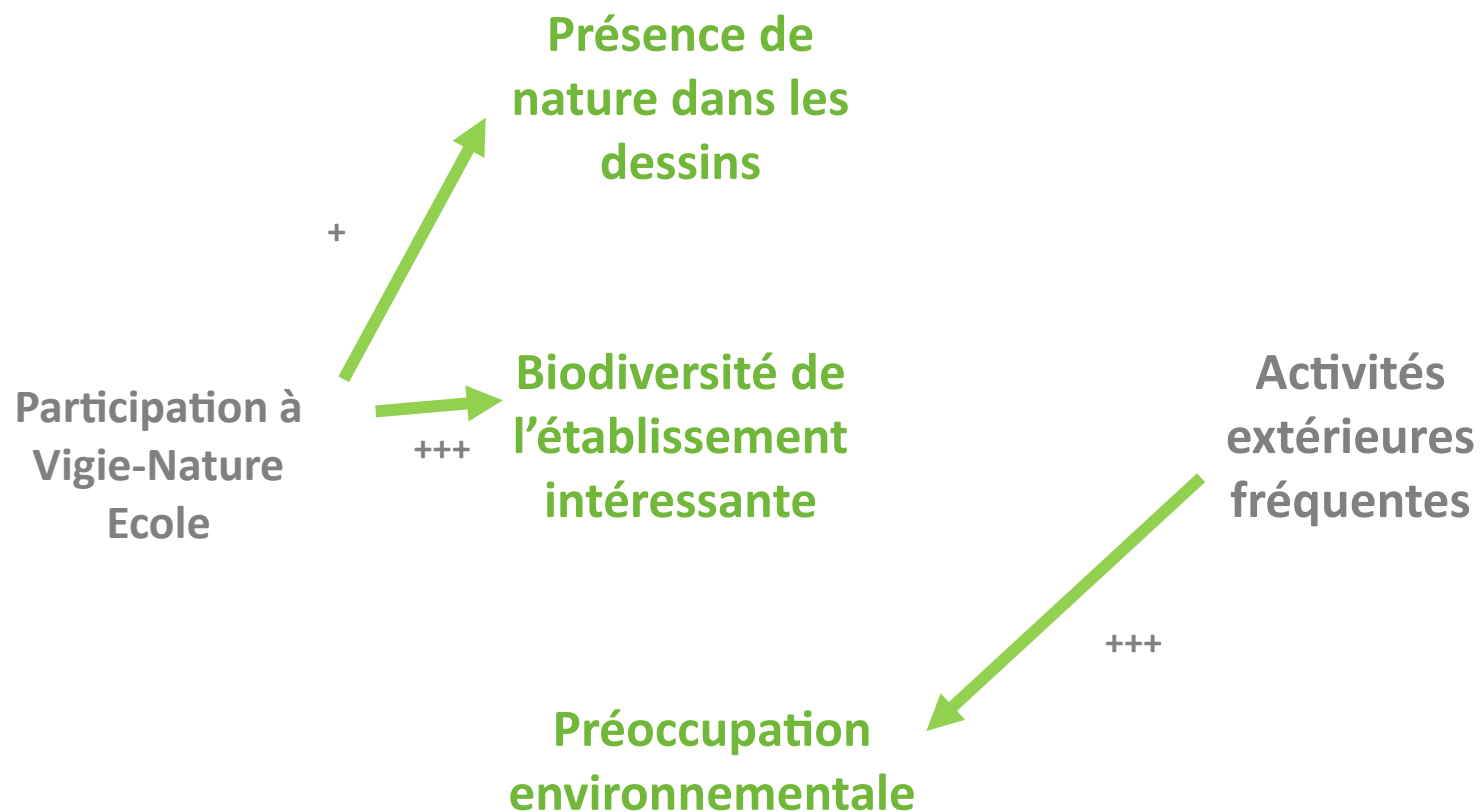 Présence de
nature dans les
dessins
+
Participation à
Vigie-Nature
Ecole
+++
Biodiversité de
l’établissement
intéressante
Activités
extérieures
fréquentes
+++
Préoccupation
environnementale